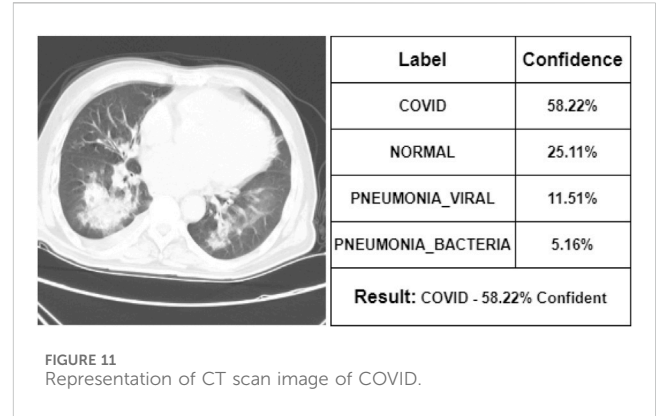 Label Confidence
COVID 58.22%
NORMAL 25.11%
PNEUMONIA_VIRAL 11.51%
PNEUMONIA_BACTERIA 5.16%
Result: COVID - 58.22% Confident
FIGURE 11
Representation of CT scan image of COVID.